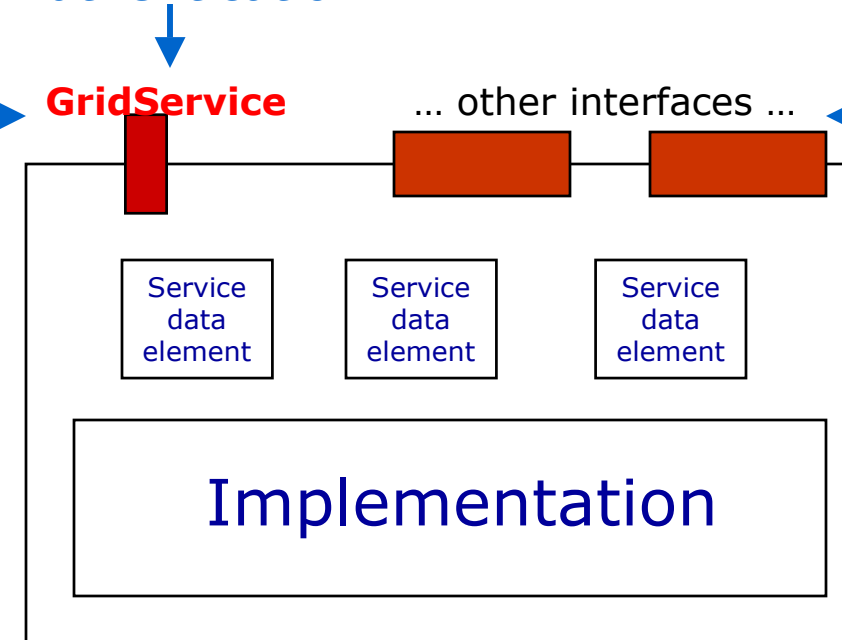 GridService
… other interfaces …
Service
data
element
Service
data
element
Service
data
element
Implementation